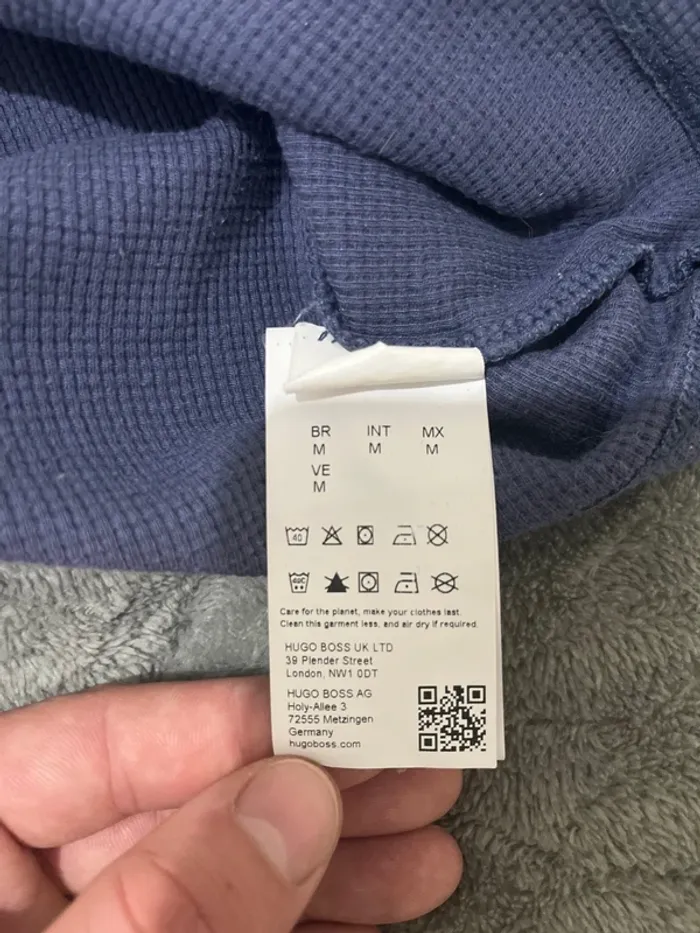 BR INT MX
M M M
VE
M
40
40C
Care for the planet, make your clothes last.
Clean this garment less, and air dry if required.
HUGO BOSS UK LTD
39 Plender Street
London, NW1 0DT
HUGO BOSS AG
Holy-Allee 3
72555 Metzingen
Germany
hugoboss.com